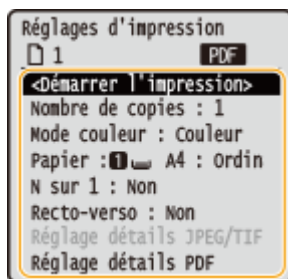 Réglages d'impression
1 PDF
<Démarrer l'impression>
Nombre de copies : 1
Mode couleur : Couleur
Papier : 1 A4 : Ordin
N sur 1 : Non
Recto-verso : Non
Réglage détails JPEG/TIF
Réglage détails PDF